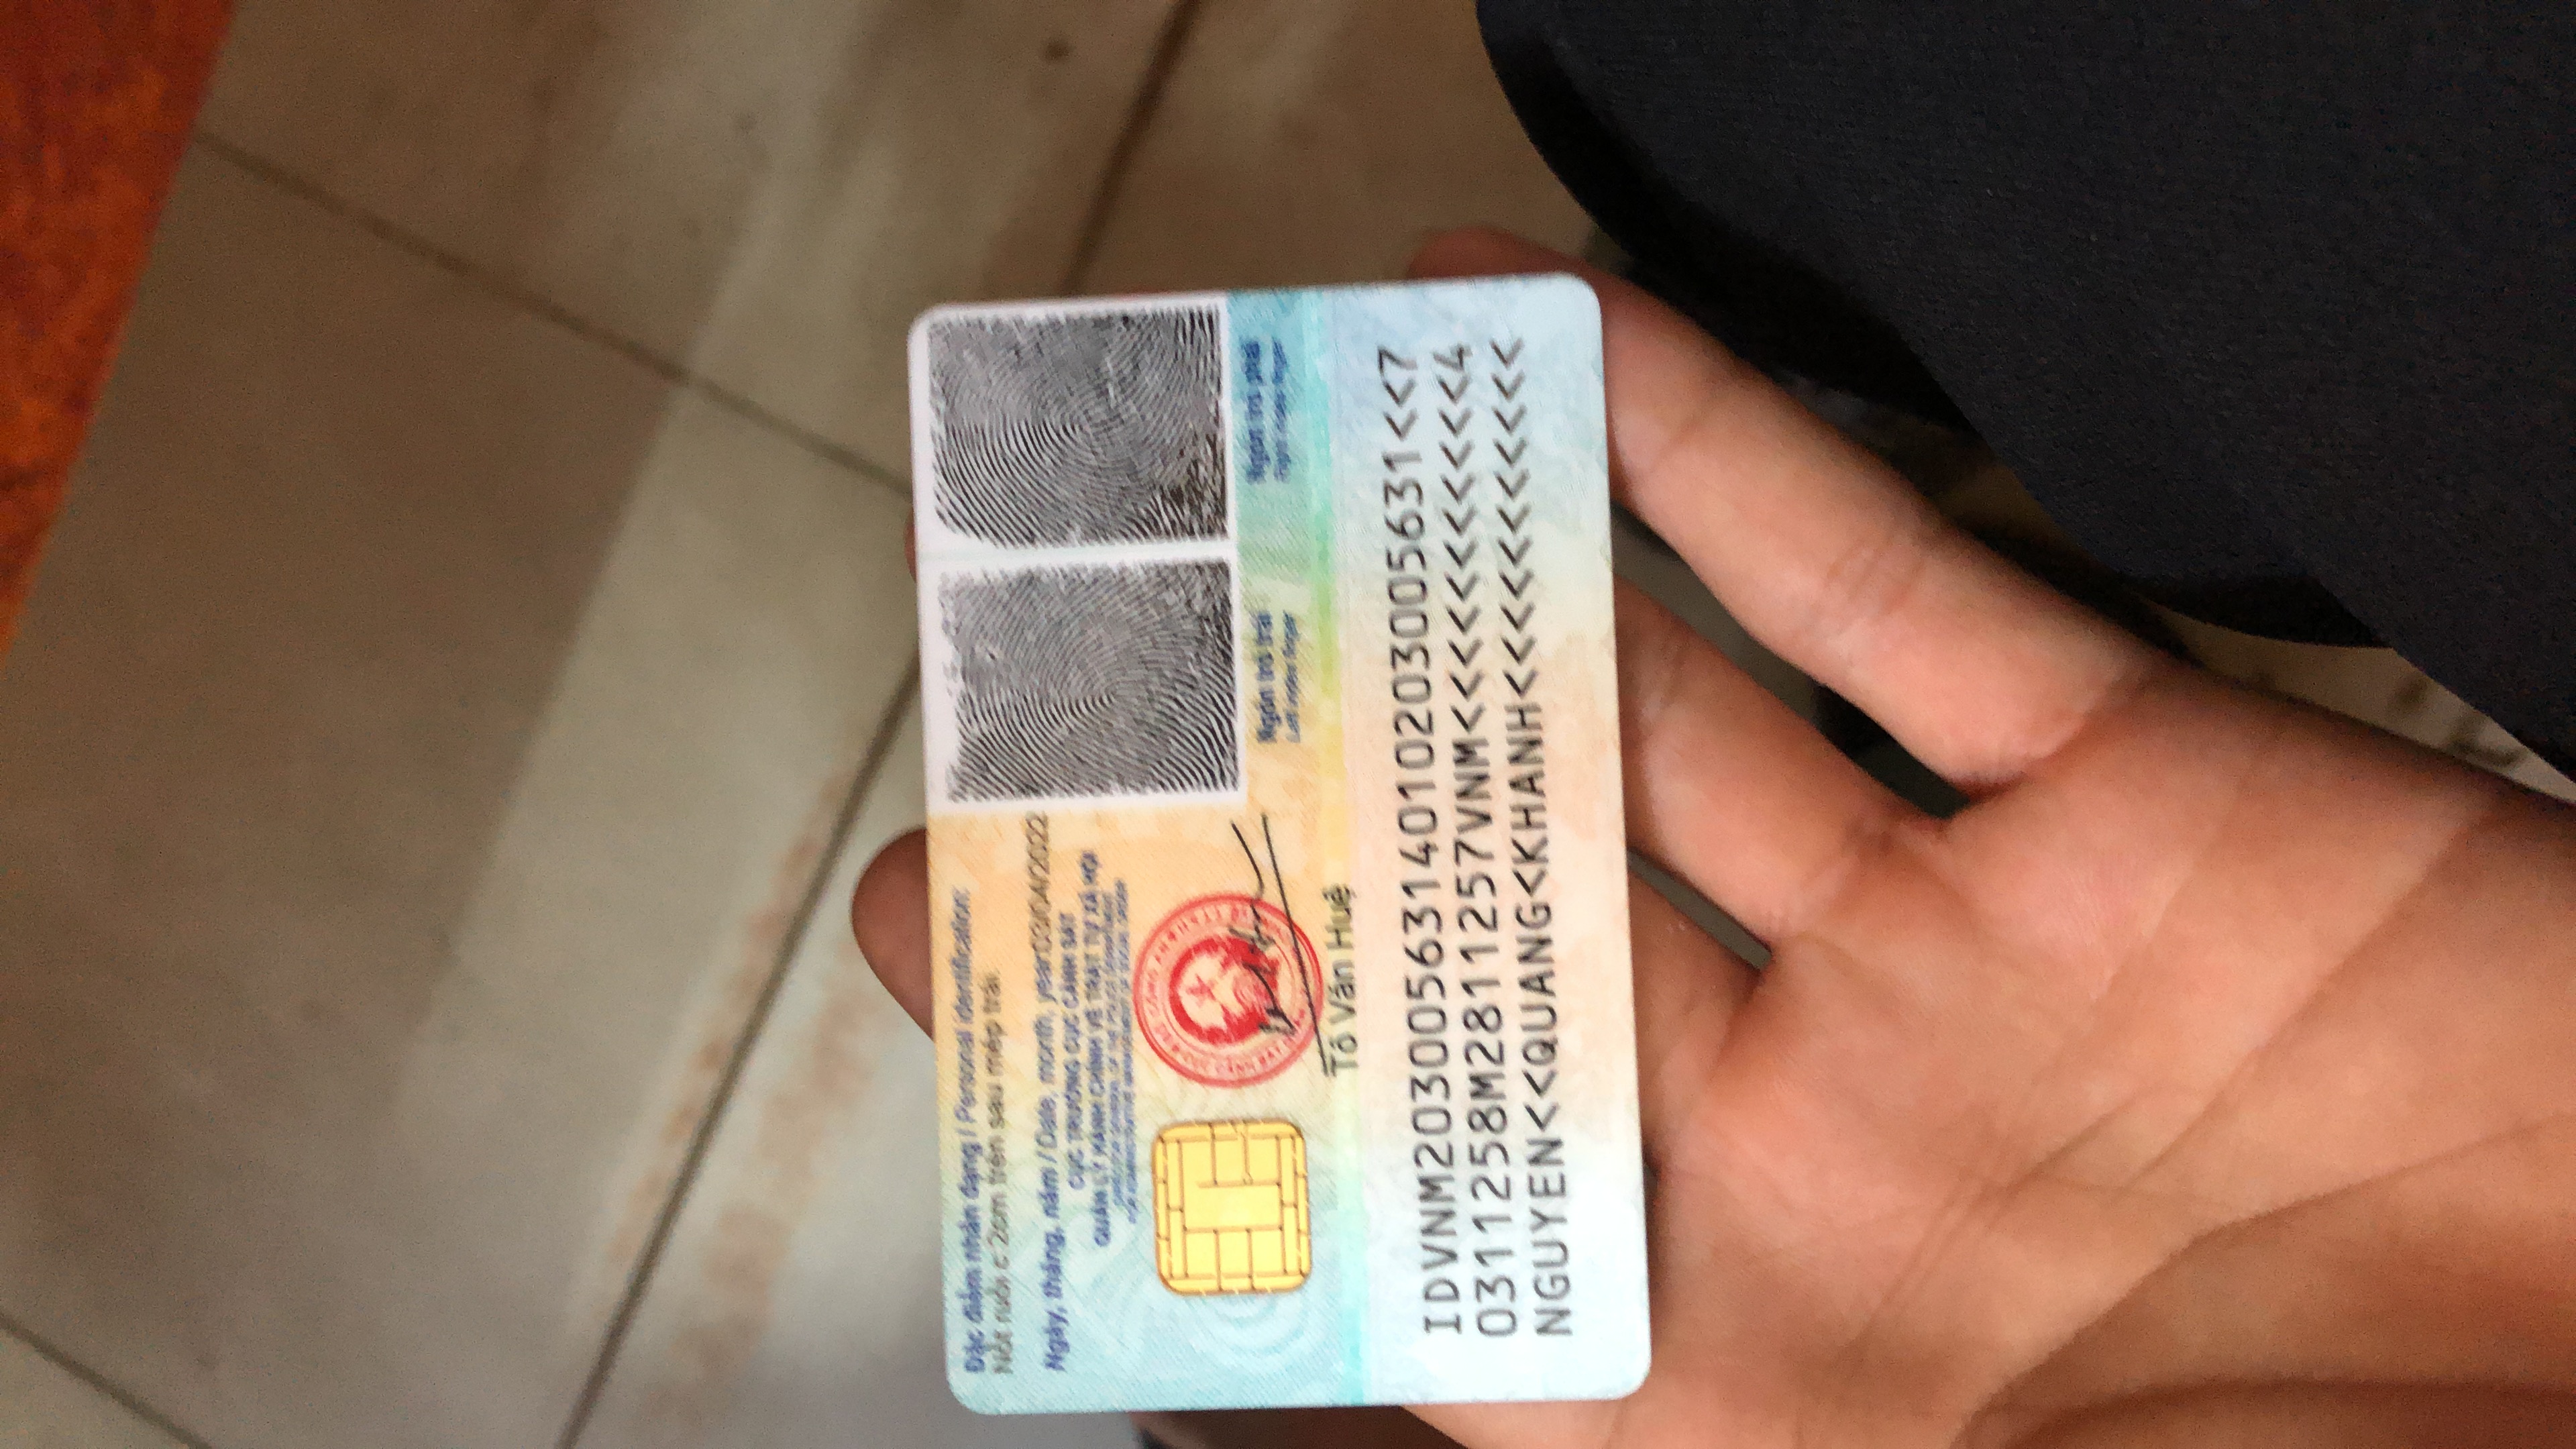 Đặc điểm nhân dạng / Personal identification:
Nốt ruồi c 2cm trên sau mép trái
Ngày, tháng, năm / Date, month, year:03/04/2022
CỤC TRƯỞNG CỤC CẢNH SÁT
QUẢN LÝ HÀNH CHÍNH VỀ TRẬT TỰ XÃ HỘI
DIRECTOR GENERAL OF THE POLICE DEPARTMENT
FOR ADMINISTRATIVE MANAGEMENT OF SOCIAL ORDER
Tô Văn Huệ
Ngón trỏ trái
Left index finger
Ngón trỏ phải
Right index finger
IDVNM2030056314010203005631<<7
0311258M2811257VNM<<<<<<<<<<<4
NGUYEN<<QUANG<KHANH<<<<<<<<<<<